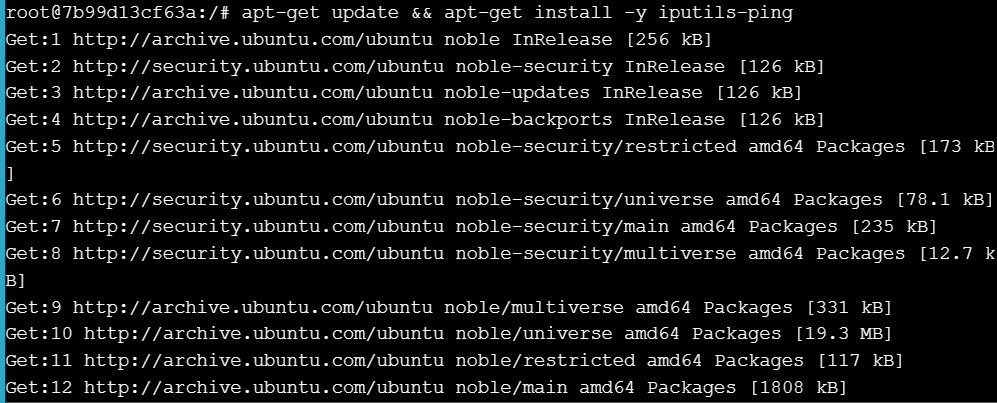 root@7b99d13cf63a:/# apt-get update && apt-get install -y iputils-ping
Get:1 http://archive.ubuntu.com/ubuntu noble InRelease [256 kB]
Get:2 http://security.ubuntu.com/ubuntu noble-security InRelease [126 kB]
Get:3 http://archive.ubuntu.com/ubuntu noble-updates InRelease [126 kB]
Get:4 http://archive.ubuntu.com/ubuntu noble-backports InRelease [126 kB]
Get:5 http://security.ubuntu.com/ubuntu noble-security/restricted amd64 Packages [173 kB
]
Get:6 http://security.ubuntu.com/ubuntu noble-security/universe amd64 Packages [78.1 kB]
Get:7 http://security.ubuntu.com/ubuntu noble-security/main amd64 Packages [235 kB]
Get:8 http://security.ubuntu.com/ubuntu noble-security/multiverse amd64 Packages [12.7 k
B]
Get:9 http://archive.ubuntu.com/ubuntu noble/multiverse amd64 Packages [331 kB]
Get:10 http://archive.ubuntu.com/ubuntu noble/universe amd64 Packages [19.3 MB]
Get:11 http://archive.ubuntu.com/ubuntu noble/restricted amd64 Packages [117 kB]
Get:12 http://archive.ubuntu.com/ubuntu noble/main amd64 Packages [1808 kB]